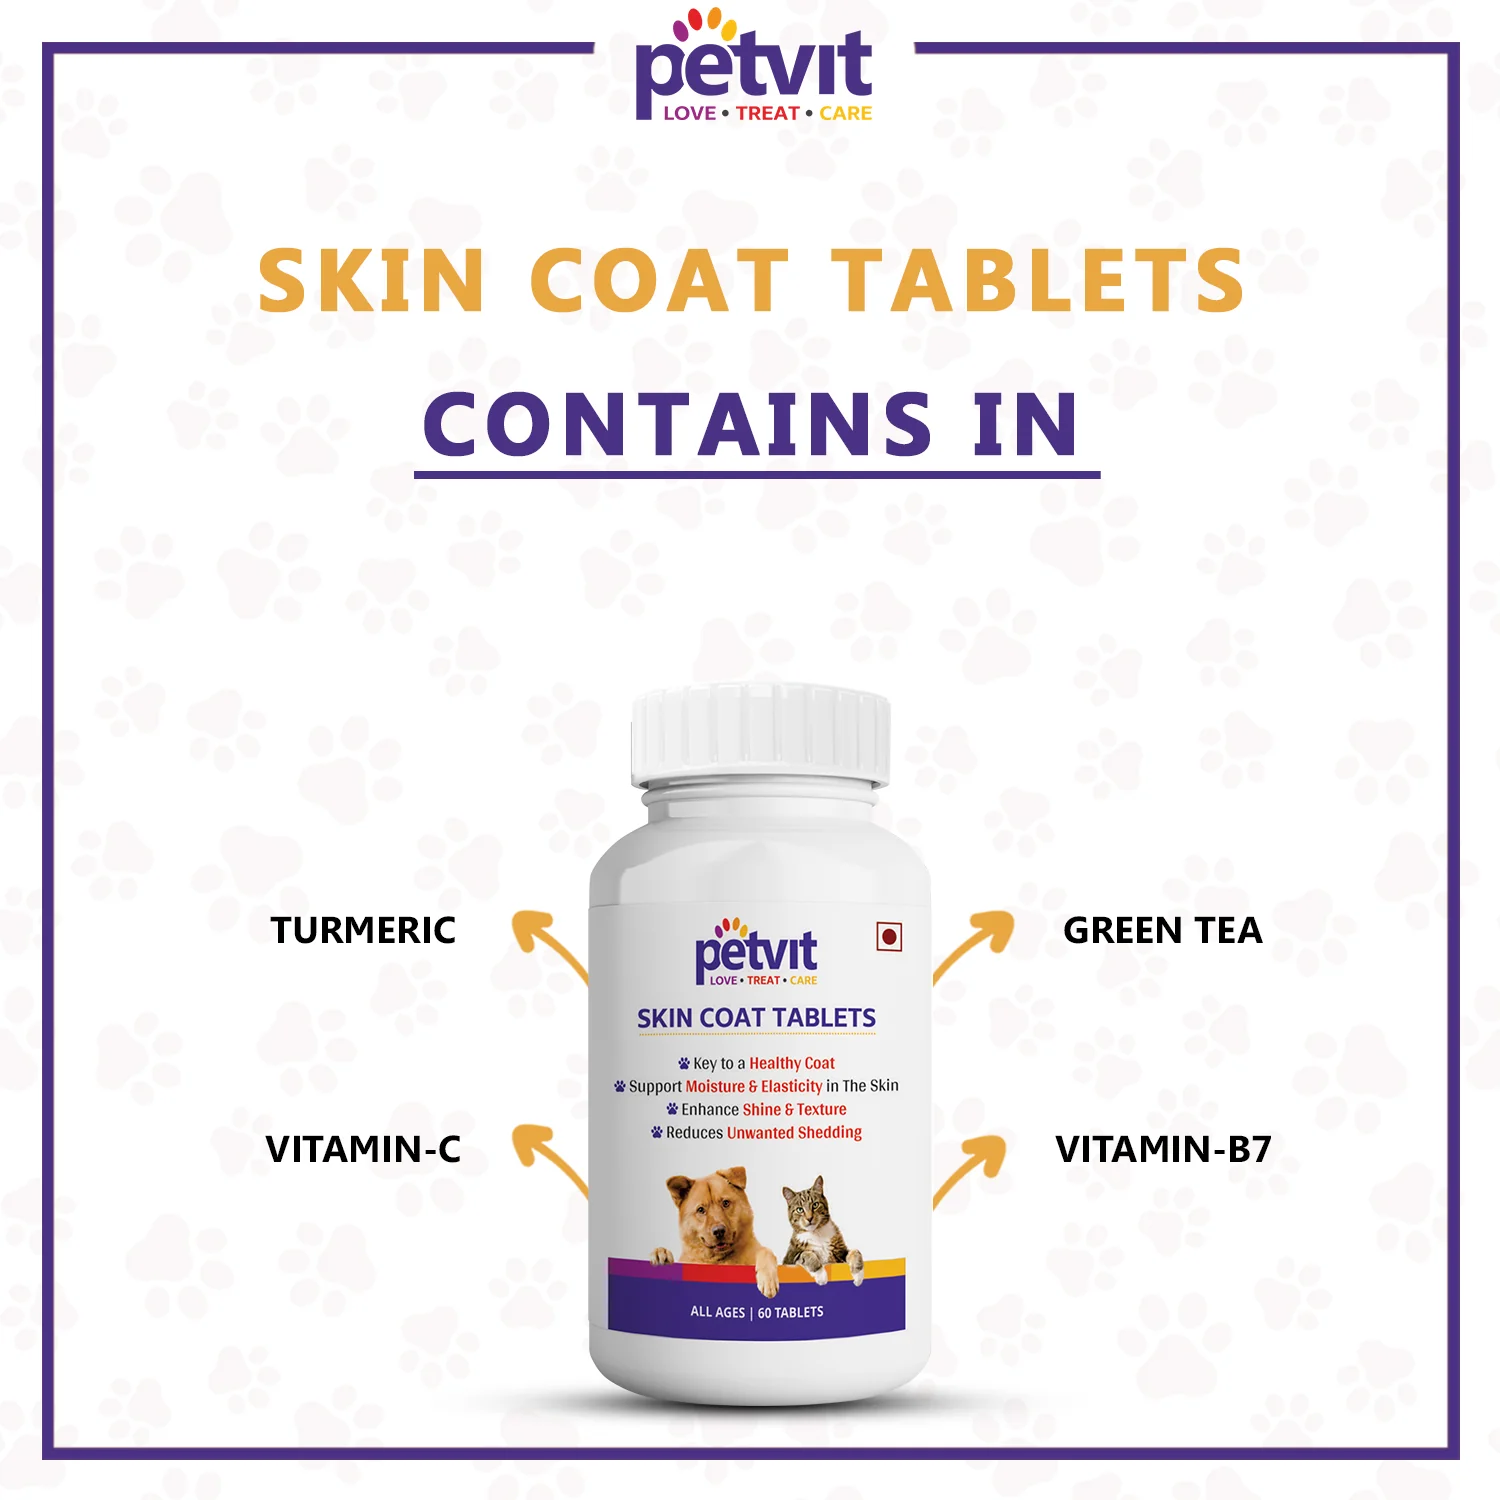 petvit
LOVE • TREAT • CARE
SKIN COAT TABLETS
CONTAINS IN
TURMERIC
GREEN TEA
VITAMIN-C
VITAMIN-B7
petvit
LOVE • TREAT • CARE
SKIN COAT TABLETS
Key to a Healthy Coat
Support Moisture & Elasticity in The Skin
Enhance Shine & Texture
Reduces Unwanted Shedding
ALL AGES | 60 TABLETS